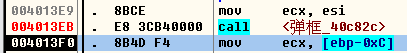 004013E9 . 8BCE mov ecx, esi
004013EB . E8 3CB40000 call <弹框_40c82c>
004013F0 . 8B4D F4 mov ecx, [ebp-0xC]